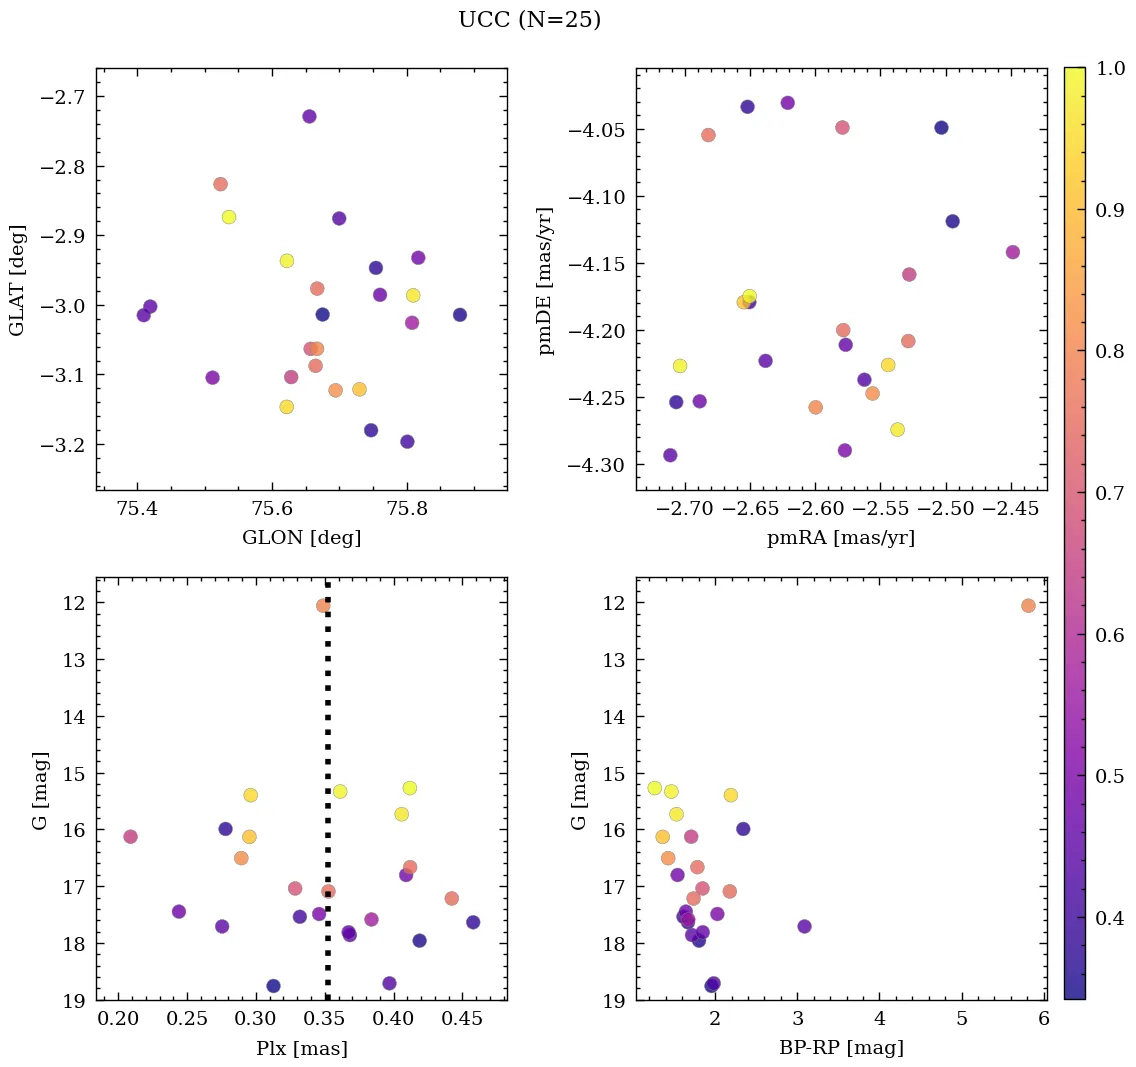 UCC (N=25)
−2.7
−2.8
−2.9
−3.0
−3.1
−3.2
GLAT [deg]
75.4 75.6 75.8
GLON [deg]
−4.05
−4.10
−4.15
−4.20
−4.25
−4.30
pmDE [mas/yr]
−2.70 −2.65 −2.60 −2.55 −2.50 −2.45
pmRA [mas/yr]
12
13
14
15
16
17
18
19
G [mag]
0.20 0.25 0.30 0.35 0.40 0.45
Plx [mas]
12
13
14
15
16
17
18
19
G [mag]
2 3 4 5 6
BP-RP [mag]
1.0
0.9
0.8
0.7
0.6
0.5
0.4